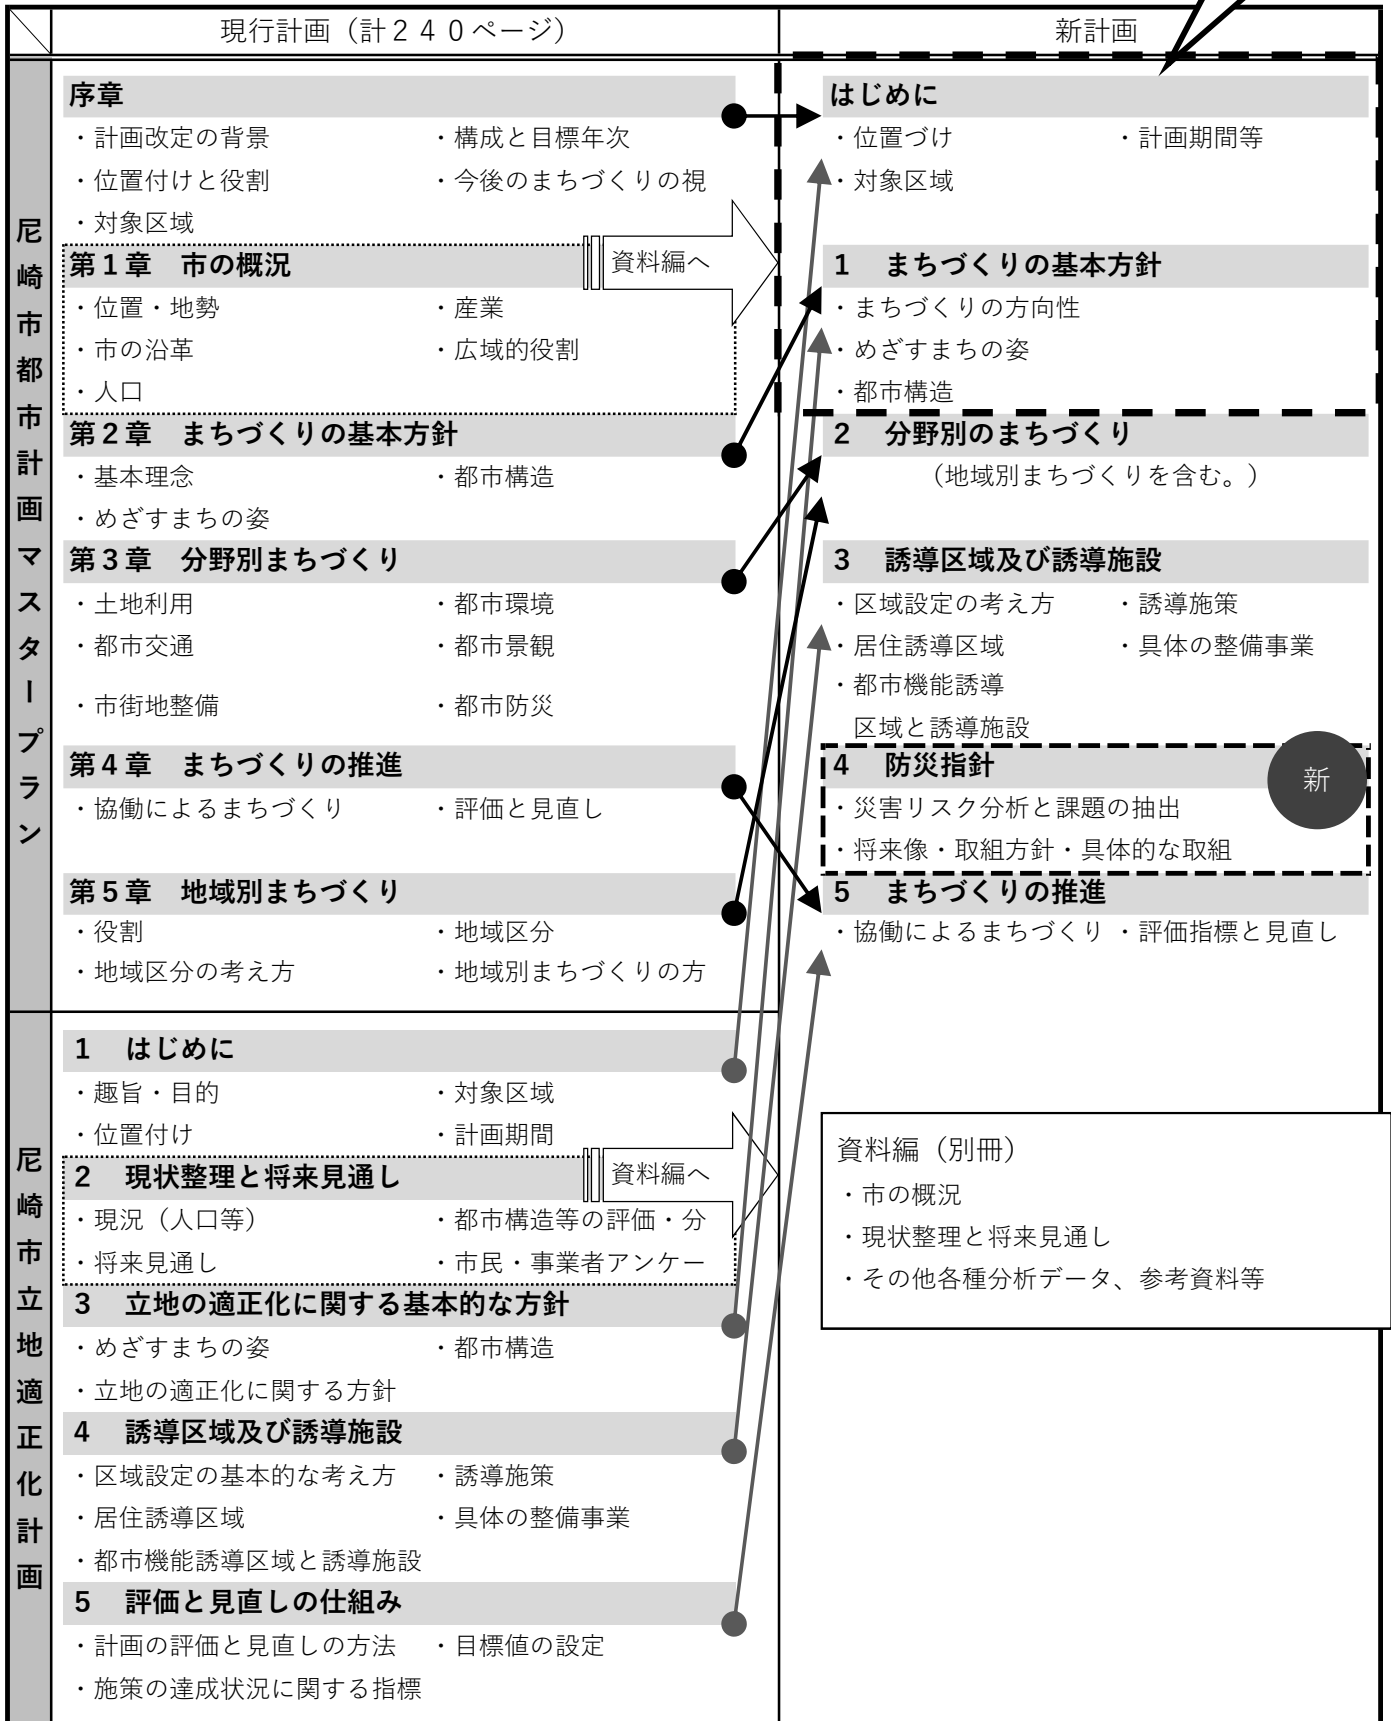 現行計画（計２４０ページ）
新計画
尼崎市都市計画マスタープラン
序章
・計画改定の背景
・構成と目標年次
・位置付けと役割
・今後のまちづくりの視
・対象区域
第１章　市の概況
資料編へ
・位置・地勢
・産業
・市の沿革
・広域的役割
・人口
第２章　まちづくりの基本方針
・基本理念
・都市構造
・めざすまちの姿
第３章　分野別まちづくり
・土地利用
・都市環境
・都市交通
・都市景観
・市街地整備
・都市防災
第４章　まちづくりの推進
・協働によるまちづくり
・評価と見直し
第５章　地域別まちづくり
・役割
・地域区分
・地域区分の考え方
・地域別まちづくりの方
尼崎市立地適正化計画
1　はじめに
・趣旨・目的
・対象区域
・位置付け
・計画期間
2　現状整理と将来見通し
資料編へ
・現況（人口等）
・都市構造等の評価・分
・将来見通し
・市民・事業者アンケー
3　立地の適正化に関する基本的な方針
・めざすまちの姿
・都市構造
・立地の適正化に関する方針
4　誘導区域及び誘導施設
・区域設定の基本的な考え方
・誘導施策
・居住誘導区域
・具体の整備事業
・都市機能誘導区域と誘導施設
5　評価と見直しの仕組み
・計画の評価と見直しの方法
・目標値の設定
・施策の達成状況に関する指標
はじめに
・位置づけ
・計画期間等
・対象区域
1　まちづくりの基本方針
・まちづくりの方向性
・めざすまちの姿
・都市構造
2　分野別のまちづくり
（地域別まちづくりを含む。）
3　誘導区域及び誘導施設
・区域設定の考え方
・誘導施策
・居住誘導区域
・具体の整備事業
・都市機能誘導
区域と誘導施設
4　防災指針
新
・災害リスク分析と課題の抽出
・将来像・取組方針・具体的な取組
5　まちづくりの推進
・協働によるまちづくり
・評価指標と見直し
資料編（別冊）
・市の概況
・現状整理と将来見通し
・その他各種分析データ、参考資料等